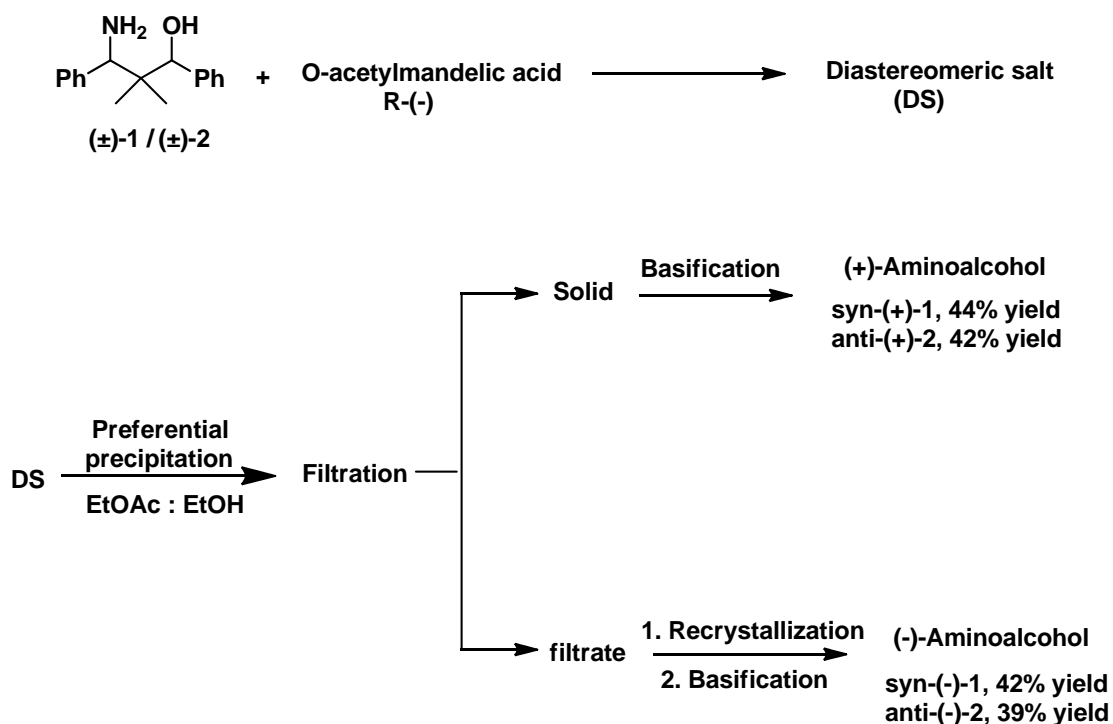 NH2 OH
Ph Ph
(±)-1 / (±)-2
+
O-acetylmandelic acid
R-(-)
Diastereomeric salt
(DS)
Solid
Basification
(+)-Aminoalcohol
syn-(+)-1, 44% yield
anti-(+)-2, 42% yield
DS
Preferential
precipitation
EtOAc : EtOH
Filtration
filtrate
1. Recrystallization
2. Basification
(-)-Aminoalcohol
syn-(-)-1, 42% yield
anti-(-)-2, 39% yield